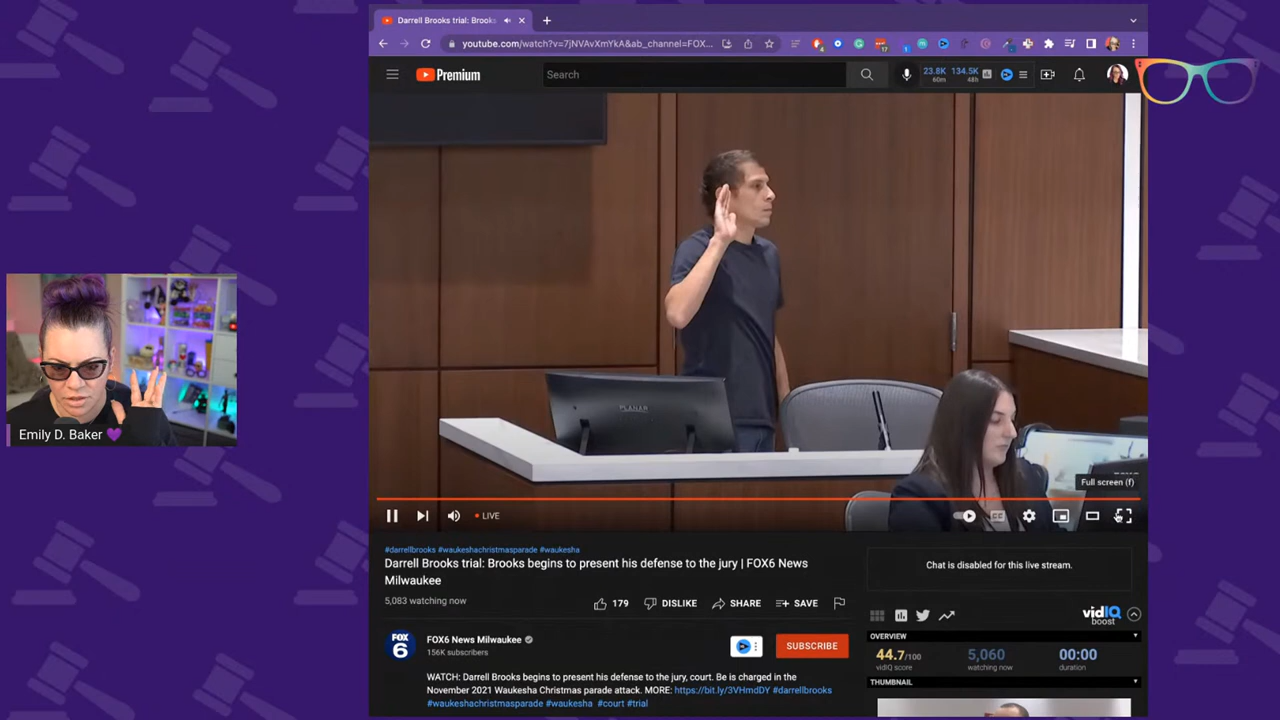 Darrell Brooks trial: Brooks
youtube.com/watch?v=7jNVAvXmYkA&ab_channel=FOX...
17
Premium
Search
23.8K 134.5K
60m 48h
PLANAR
Full screen (f)
LIVE
CC
Emily D. Baker 💜
#darrellbrooks #waukeshachristmasparade #waukesha
Darrell Brooks trial: Brooks begins to present his defense to the jury | FOX6 News
Milwaukee
5,083 watching now
179 DISLIKE SHARE SAVE
FOX 6
FOX6 News Milwaukee
156K subscribers
SUBSCRIBE
WATCH: Darrell Brooks begins to present his defense to the jury, court. Be is charged in the
November 2021 Waukesha Christmas parade attack. MORE: https://bit.ly/3VHmdDY #darrellbrooks
#waukeshachristmasparade #waukesha #court #trial
Chat is disabled for this live stream.
vidIQ
boost
OVERVIEW
44.7/100 5,060 00:00
vidIQ score watching now duration
THUMBNAIL